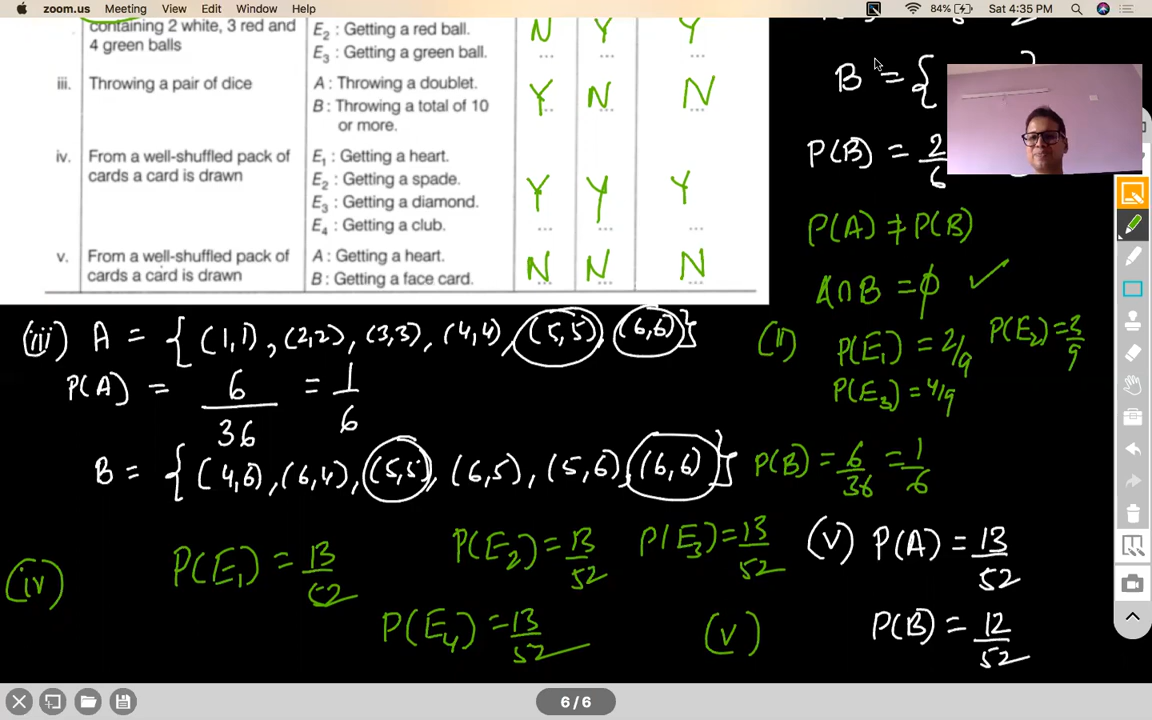 zoom.us Meeting View Edit Window Help 84% Sat 4:35 PM
containing 2 white, 3 red and
4 green balls
E₂ : Getting a red ball.
E₃ : Getting a green ball.
N Y Y
... ... ...
iii. Throwing a pair of dice
A : Throwing a doublet.
B : Throwing a total of 10
or more.
Y N N
iv. From a well-shuffled pack of
cards a card is drawn
E₁ : Getting a heart.
E₂ : Getting a spade.
E₃ : Getting a diamond.
E₄ : Getting a club.
Y Y Y
... ... ...
v. From a well-shuffled pack of
cards a card is drawn
A : Getting a heart.
B : Getting a face card.
N N N
... ... ...
B = {
P(B) = 2/6
P(A) ≠ P(B)
A∩B = ϕ ✓
(ii) P(E₁) = 2/9 P(E₂) = 3/9
P(E₃) = 4/9
(iii) A = { (1,1), (2,2), (3,3), (4,4), (5,5), (6,6) }
P(A) = 6/36 = 1/6
B = { (4,6), (6,4), (5,5), (6,5), (5,6), (6,6) } P(B) = 6/36 = 1/6
(iv) P(E₁) = 13/52 P(E₂) = 13/52 P(E₃) = 13/52
P(E₄) = 13/52 (v)
(v) P(A) = 13/52
P(B) = 12/52
6 / 6